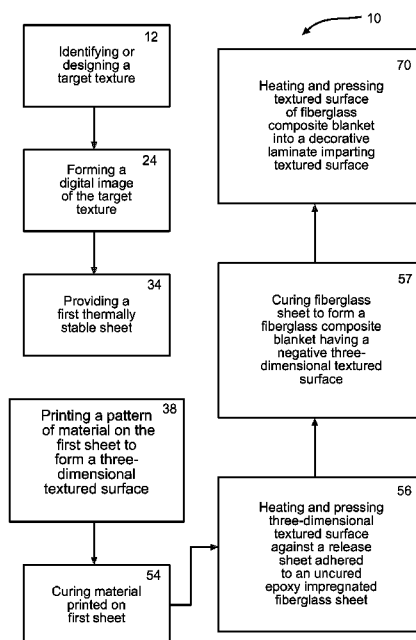 10
12
Identifying or
designing a
target texture
24
Forming a
digital image
of the target
texture
34
Providing a
first thermally
stable sheet
38
Printing a pattern
of material on the
first sheet to
form a three-
dimensional
textured surface
54
Curing material
printed on
first sheet
56
Heating and pressing
three-dimensional
textured surface
against a release
sheet adhered
to an uncured
epoxy impregnated
fiberglass sheet
57
Curing fiberglass
sheet to form a
fiberglass composite
blanket having a
negative three-
dimensional textured
surface
70
Heating and pressing
textured surface
of fiberglass
composite blanket
into a decorative
laminate imparting
textured surface